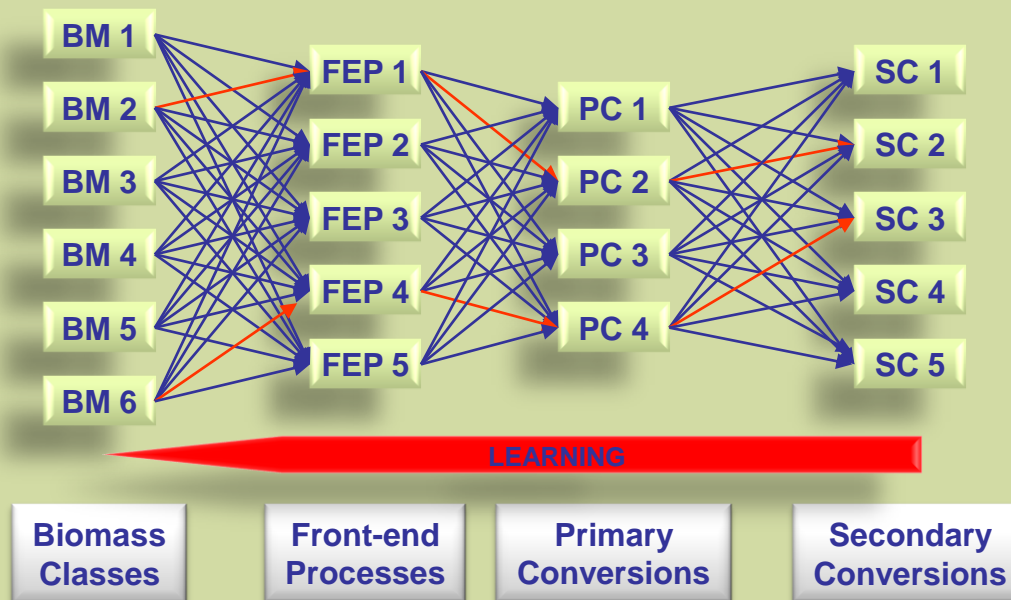 BM 1
BM 2
BM 3
BM 4
BM 5
BM 6
FEP 1
FEP 2
FEP 3
FEP 4
FEP 5
PC 1
PC 2
PC 3
PC 4
SC 1
SC 2
SC 3
SC 4
SC 5
LEARNING
Biomass
Classes
Front-end
Processes
Primary
Conversions
Secondary
Conversions